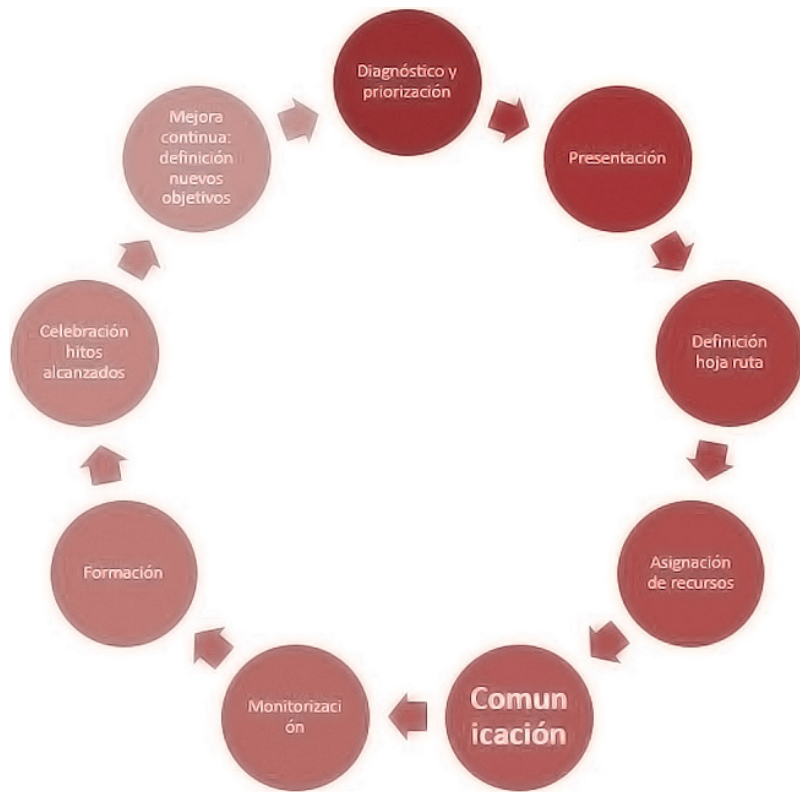 Diagnóstico y
priorización
Presentación
Definición
hoja ruta
Asignación
de recursos
Comun
icación
Monitorizaci
ón
Formación
Celebración
hitos
alcanzados
Mejora
continua:
definición
nuevos
objetivos